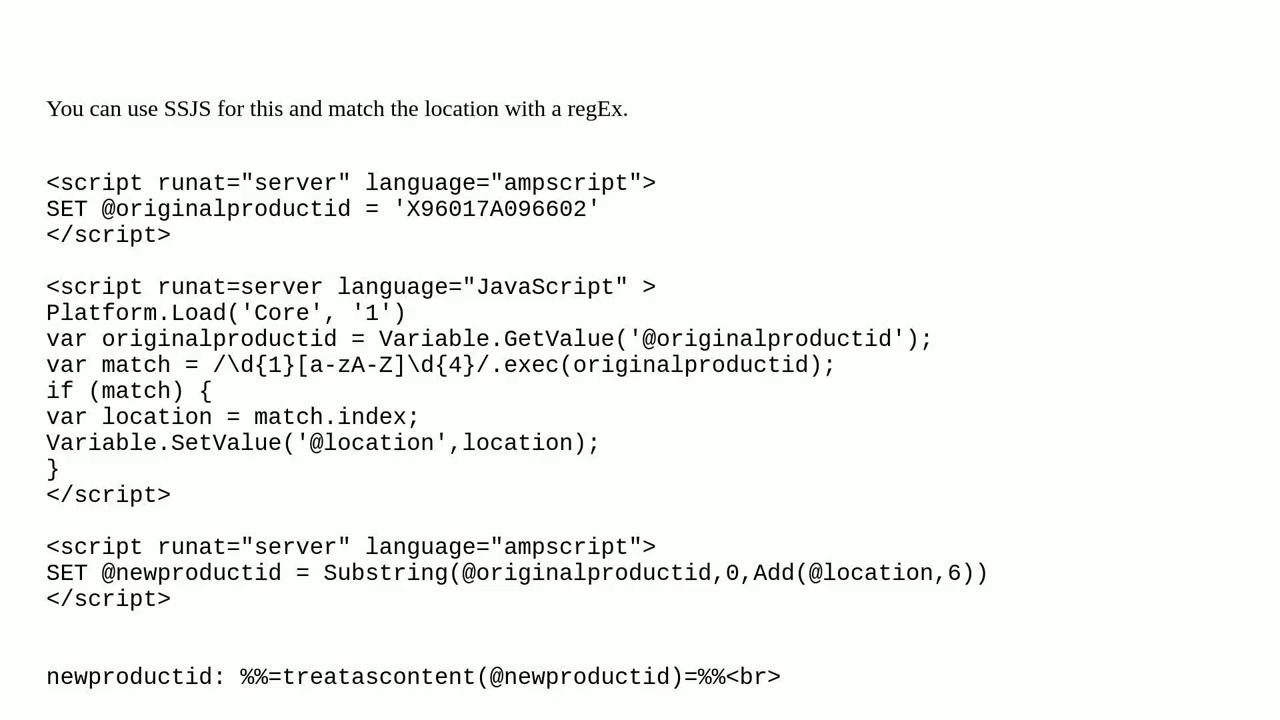 You can use SSJS for this and match the location with a regEx.
<script runat="server" language="ampscript">
SET @originalproductid = 'X96017A096602'
</script>
<script runat=server language="JavaScript" >
Platform.Load('Core', '1')
var originalproductid = Variable.GetValue('@originalproductid');
var match = /\d{1}[a-zA-Z]\d{4}/.exec(originalproductid);
if (match) {
var location = match.index;
Variable.SetValue('@location',location);
}
</script>
<script runat="server" language="ampscript">
SET @newproductid = Substring(@originalproductid,0,Add(@location,6))
</script>
newproductid: %%=treatascontent(@newproductid)=%%<br>